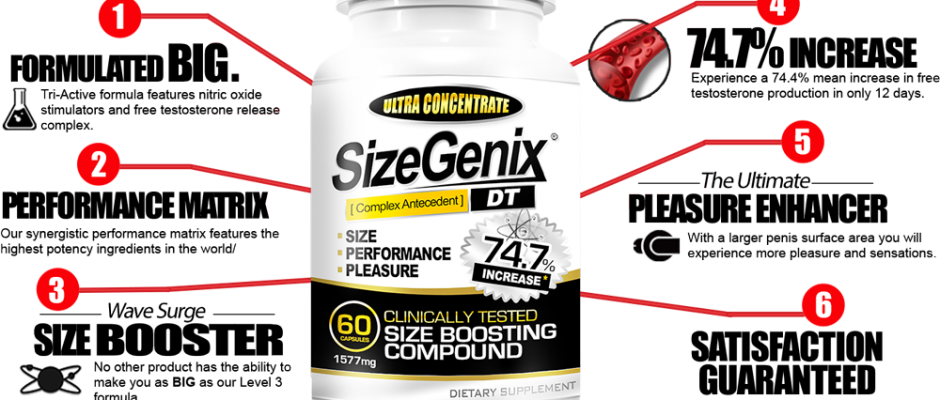 1
FORMULATED BIG.
Tri-Active formula features nitric oxide
stimulators and free testosterone release
complex.
2
PERFORMANCE MATRIX
Our synergistic performance matrix features the
highest potency ingredients in the world/
3
Wave Surge
SIZE BOOSTER
No other product has the ability to
make you as BIG as our Level 3
formula
ULTRA CONCENTRATE
SizeGenix®
[ Complex Antecedent ] DT
SIZE
PERFORMANCE
PLEASURE
74.7%
INCREASE*
60
CAPSULES
1577mg
CLINICALLY TESTED
SIZE BOOSTING
COMPOUND
DIETARY SUPPLEMENT
4
74.7% INCREASE
Experience a 74.4% mean increase in free
testosterone production in only 12 days.
5
The Ultimate
PLEASURE ENHANCER
With a larger penis surface area you will
experience more pleasure and sensations.
6
SATISFACTION
GUARANTEED